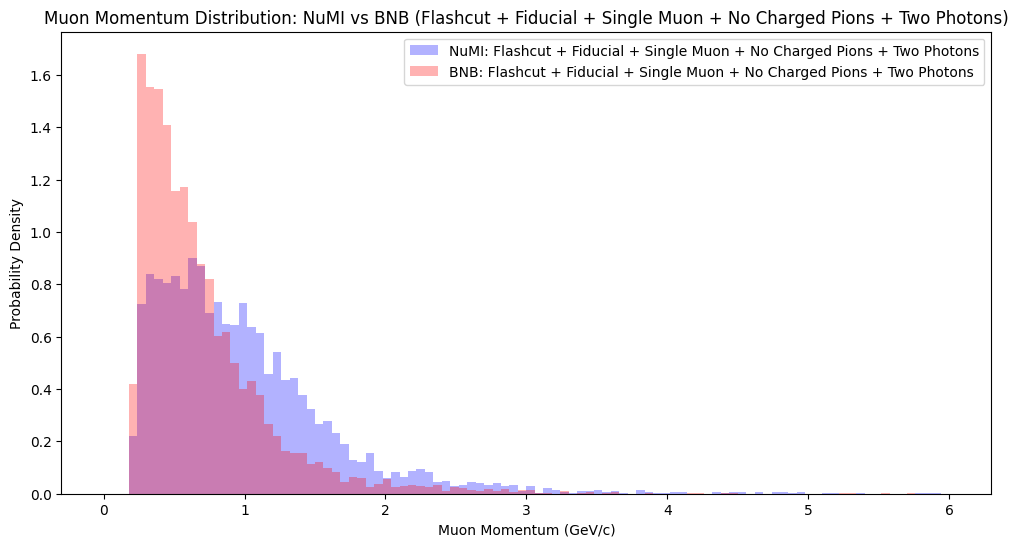 Muon Momentum Distribution: NuMI vs BNB (Flashcut + Fiducial + Single Muon + No Charged Pions + Two Photons)
NuMI: Flashcut + Fiducial + Single Muon + No Charged Pions + Two Photons
BNB: Flashcut + Fiducial + Single Muon + No Charged Pions + Two Photons
Probability Density
1.6
1.4
1.2
1.0
0.8
0.6
0.4
0.2
0.0
0 1 2 3 4 5 6
Muon Momentum (GeV/c)